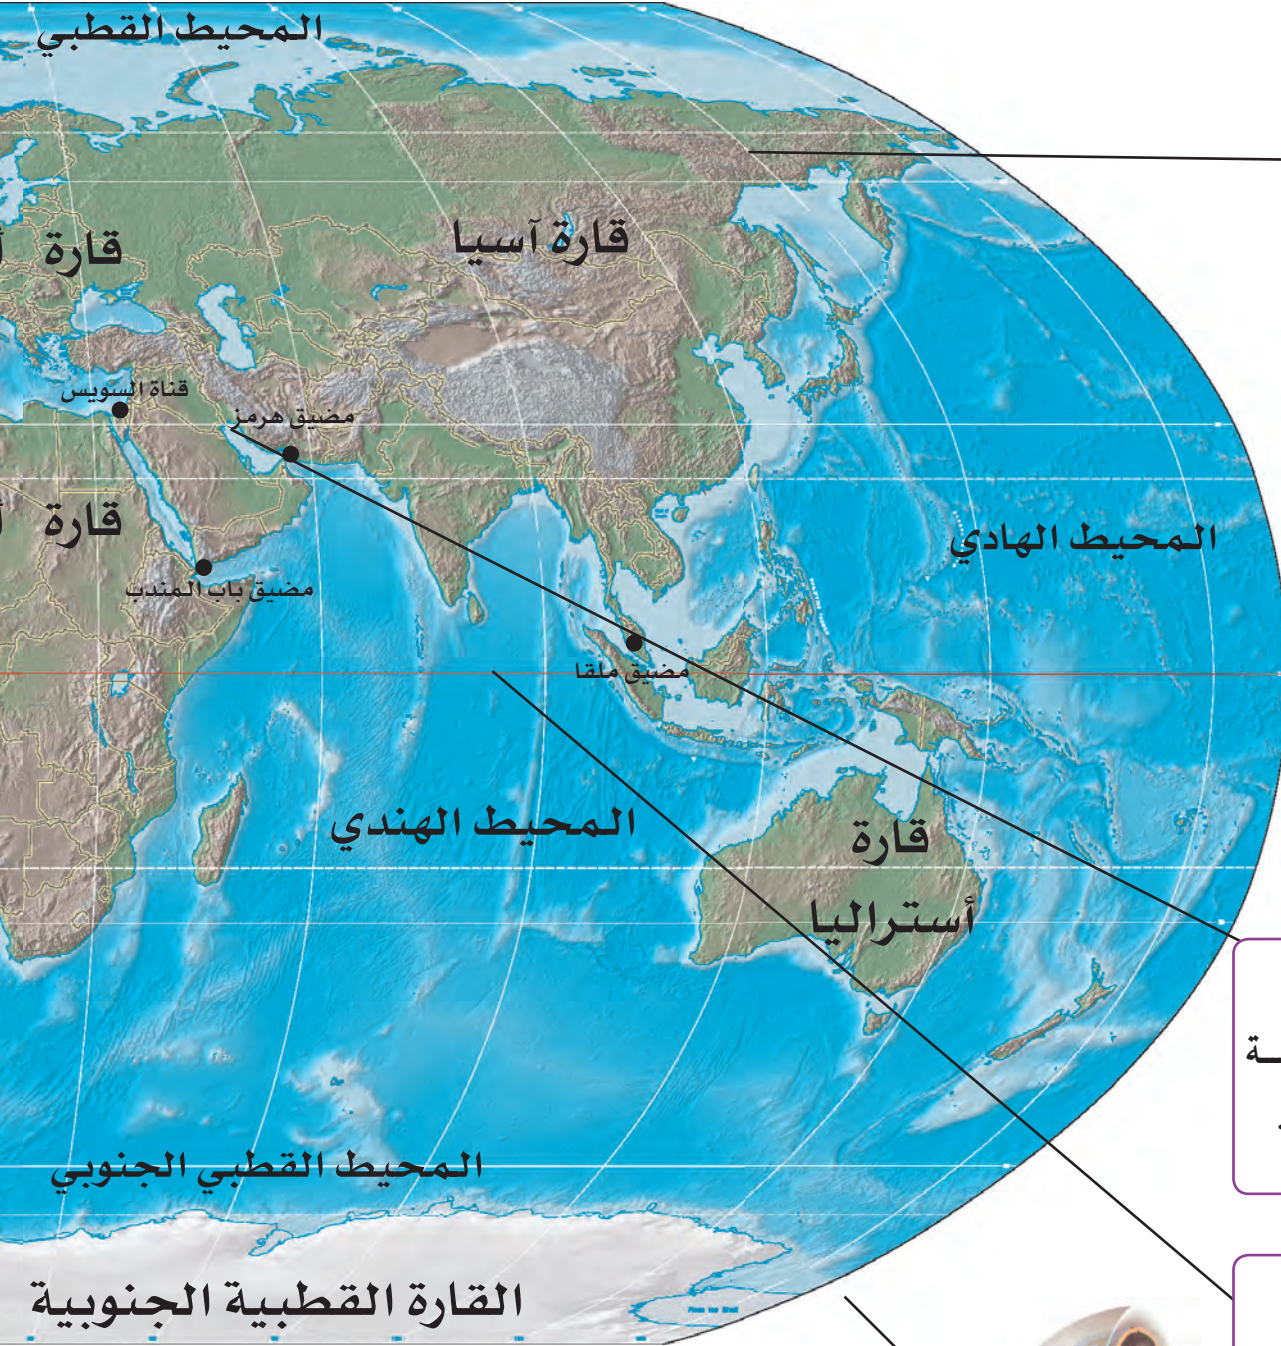 المحيط القطبي
قارة آسيا
قارة أ
قناة السويس
مضيق هرمز
قارة أ
المحيط الهادي
مضيق باب المندب
مضيق ملقا
المحيط الهندي
قارة
أستراليا
ـة
المحيط القطبي الجنوبي
القارة القطبية الجنوبية